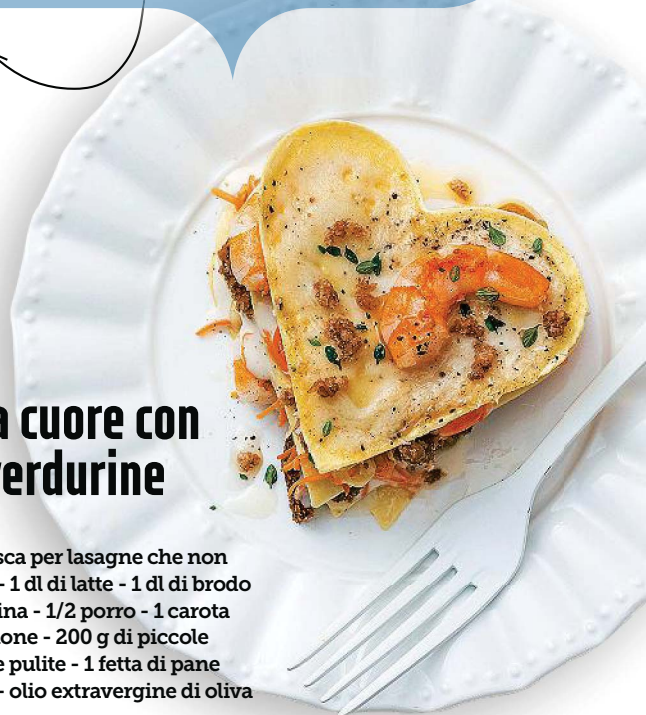 a cuore con
verdurine
sca per lasagne che non
- 1 dl di latte - 1 dl di brodo
ina - 1/2 porro - 1 carota
one - 200 g di piccole
e pulite - 1 fetta di pane
- olio extravergine di oliva